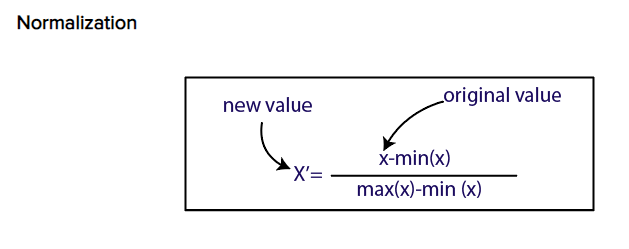 Normalization
new value
original value
X'=
x-min(x)
max(x)-min (x)